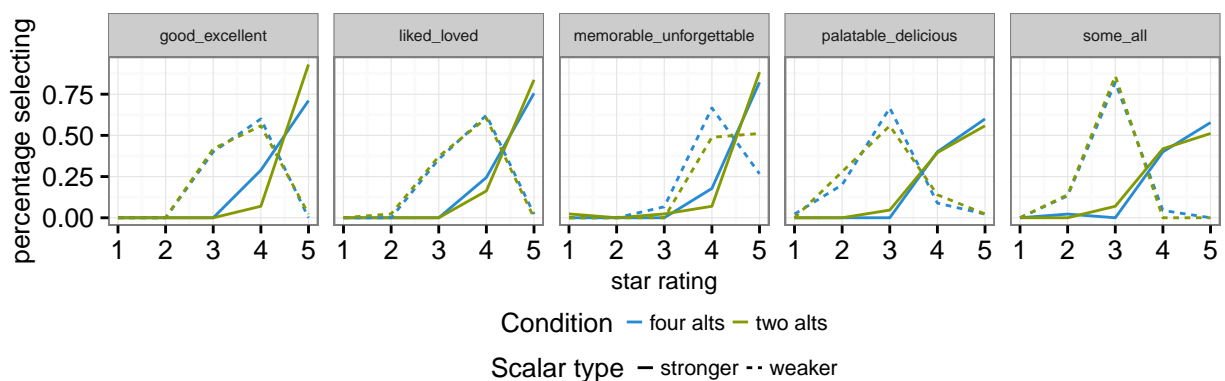 good_excellent liked_loved memorable_unforgettable palatable_delicious some_all
percentage selecting
0.75
0.50
0.25
0.00
1 2 3 4 5 1 2 3 4 5 1 2 3 4 5 1 2 3 4 5 1 2 3 4 5
star rating
Condition four alts two alts
Scalar type stronger weaker